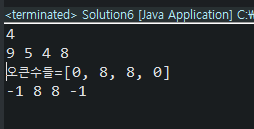 <terminated> Solution6 [Java Application] C:₩
4
9 5 4 8
오큰수들=[0, 8, 8, 0]
-1 8 8 -1